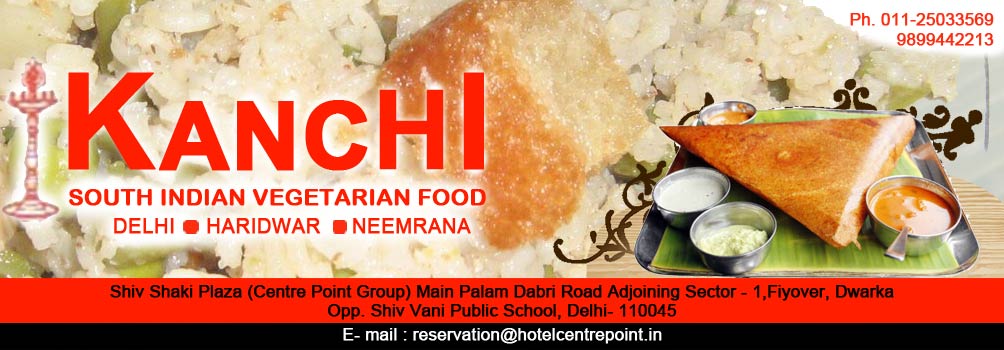 Ph. 011-25033569
9899442213
KANCHI
SOUTH INDIAN VEGETARIAN FOOD
DELHI HARIDWAR NEEMRANA
Shiv Shaki Plaza (Centre Point Group) Main Palam Dabri Road Adjoining Sector - 1,Fiyover, Dwarka
Opp. Shiv Vani Public School, Delhi- 110045
E- mail : reservation@hotelcentrepoint.in